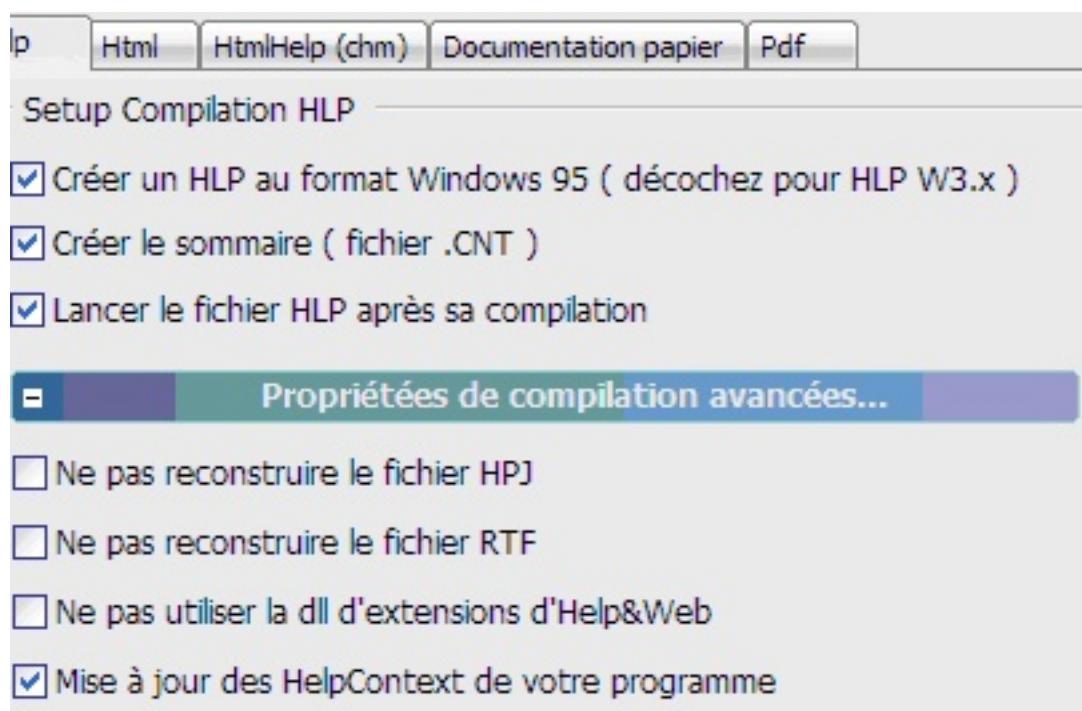 lp Html HtmlHelp (chm) Documentation papier Pdf
Setup Compilation HLP
Créer un HLP au format Windows 95 ( décochez pour HLP W3.x )
Créer le sommaire ( fichier .CNT )
Lancer le fichier HLP après sa compilation
Propriétées de compilation avancées...
Ne pas reconstruire le fichier HPJ
Ne pas reconstruire le fichier RTF
Ne pas utiliser la dll d'extensions d'Help&Web
Mise à jour des HelpContext de votre programme